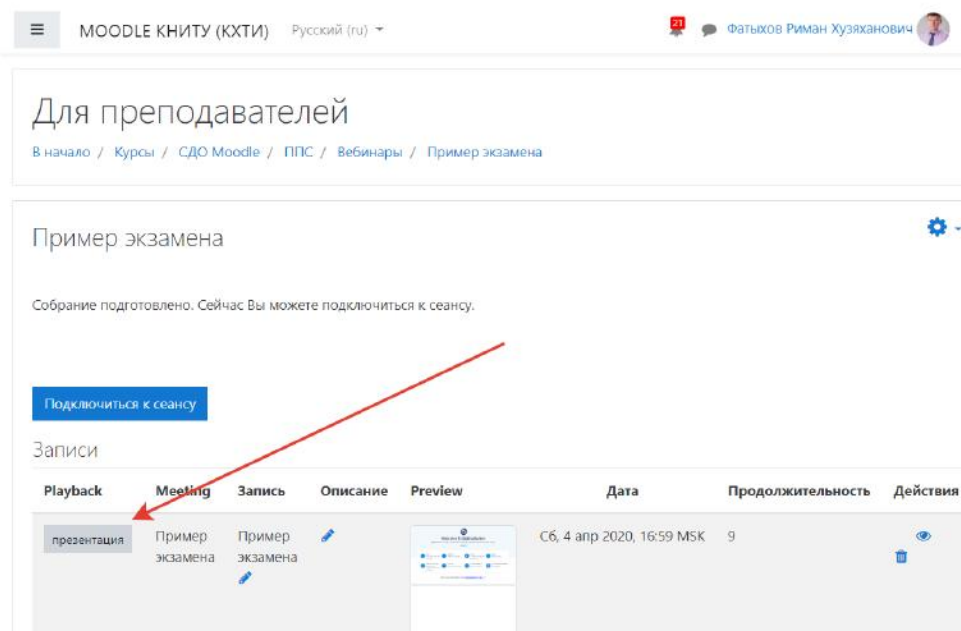 MOODLE КНИТУ (КХТИ) Русский (ru) 21 Фатыхов Риман Хузяханович
Для преподавателей
В начало / Курсы / СДО Moodle / ППС / Вебинары / Пример экзамена
Пример экзамена
Собрание подготовлено. Сейчас Вы можете подключиться к сеансу.
Подключиться к сеансу
Записи
Playback Meeting Запись Описание Preview Дата Продолжительность Действия
презентация Пример Пример Сб, 4 апр 2020, 16:59 MSK 9
экзамена экзамена